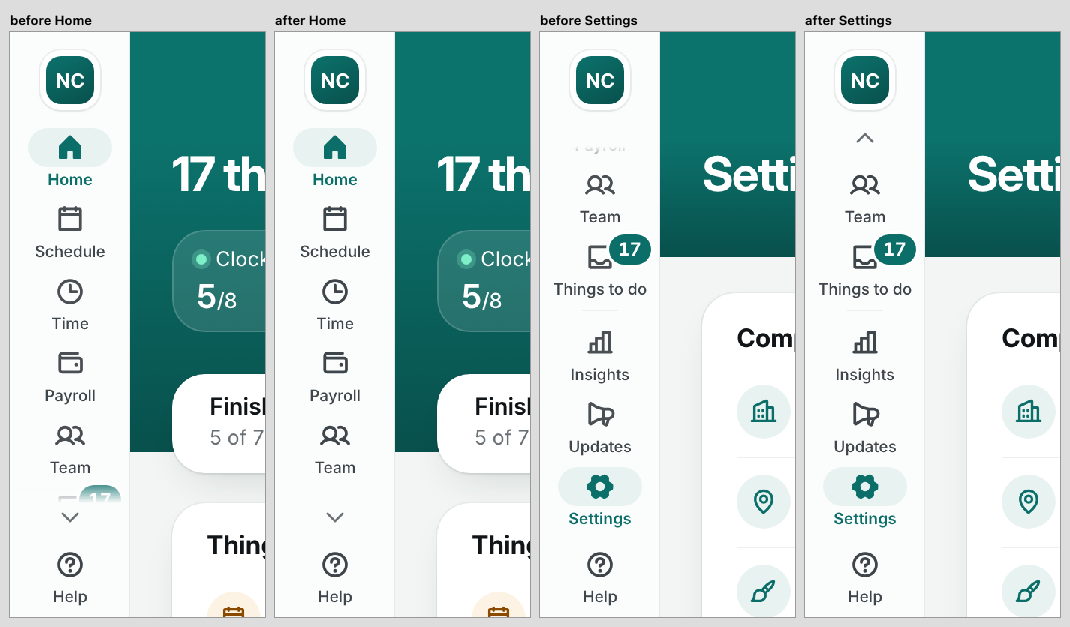 before Home
NC
Home
Schedule
Time
Payroll
Team
17
Help
17 th
Clock
5/8
Finish
5 of 7
Thing
after Home
NC
Home
Schedule
Time
Payroll
Team
Help
17 th
Clock
5/8
Finish
5 of 7
Thing
before Settings
NC
Payroll
Team
17
Things to do
Insights
Updates
Settings
Help
Setti
Com
after Settings
NC
Team
17
Things to do
Insights
Updates
Settings
Help
Setti
Com